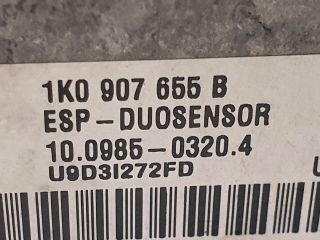 1K0 907 655 B
ESP-DUOSENSOR
10.0985-0320.4
U9D3I272FD